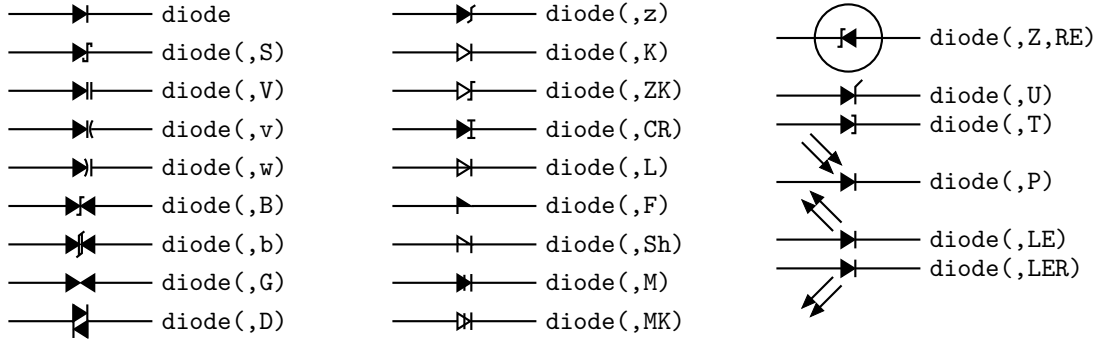 diode
diode(,S)
diode(,V)
diode(,v)
diode(,w)
diode(,B)
diode(,b)
diode(,G)
diode(,D)
diode(,z)
diode(,K)
diode(,ZK)
diode(,CR)
diode(,L)
diode(,F)
diode(,Sh)
diode(,M)
diode(,MK)
diode(,Z,RE)
diode(,U)
diode(,T)
diode(,P)
diode(,LE)
diode(,LER)